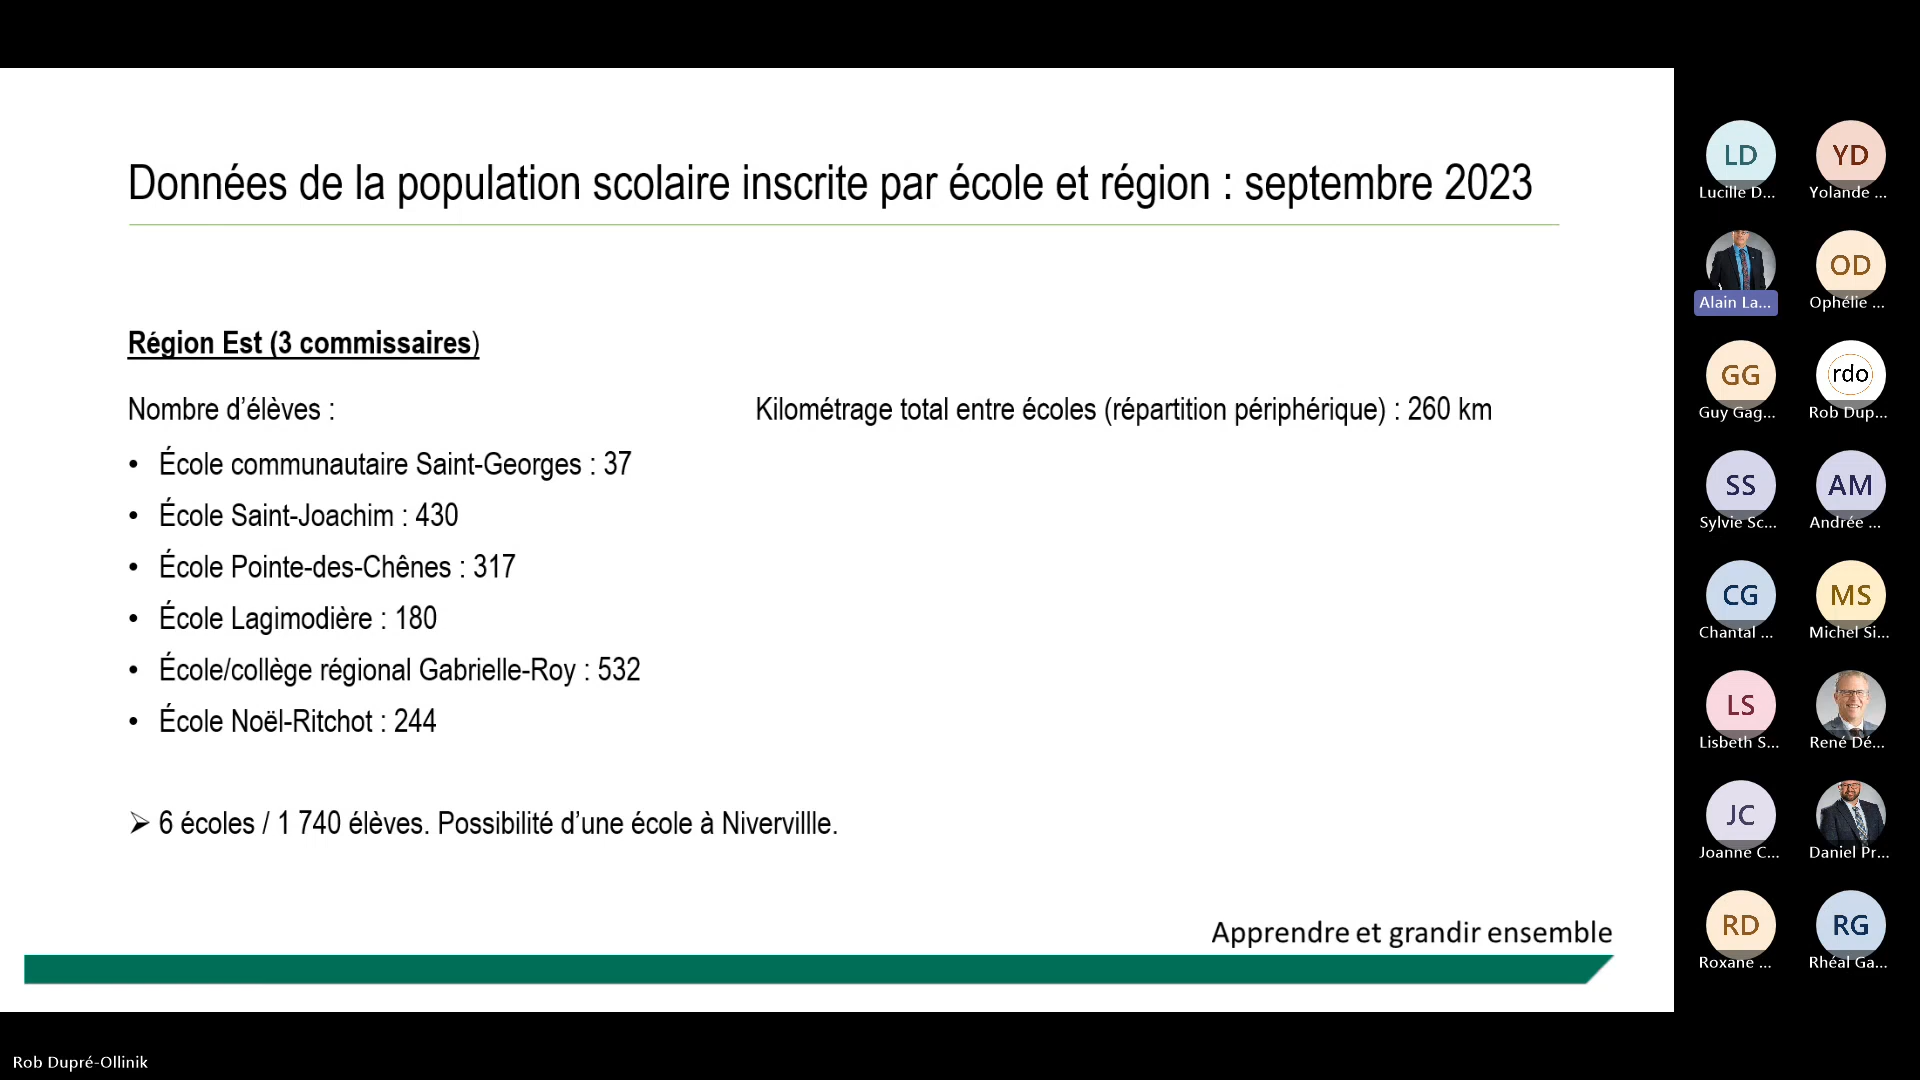 Données de la population scolaire inscrite par école et région : septembre 2023
Région Est (3 commissaires)
Nombre d’élèves :
Kilométrage total entre écoles (répartition périphérique) : 260 km
• École communautaire Saint-Georges : 37
• École Saint-Joachim : 430
• École Pointe-des-Chênes : 317
• École Lagimodière : 180
• École/collège régional Gabrielle-Roy : 532
• École Noël-Ritchot : 244
➢ 6 écoles / 1 740 élèves. Possibilité d’une école à Nivervillle.
Apprendre et grandir ensemble
LD
Lucille D...
YD
Yolande ...
Alain La...
OD
Ophélie ...
GG
Guy Gag...
rdo
Rob Dup...
SS
Sylvie Sc...
AM
Andrée ...
CG
Chantal ...
MS
Michel Si...
LS
Lisbeth S...
René Dé...
JC
Joanne C...
Daniel Pr...
RD
Roxane ...
RG
Rhéal Ga...
Rob Dupré-Ollinik